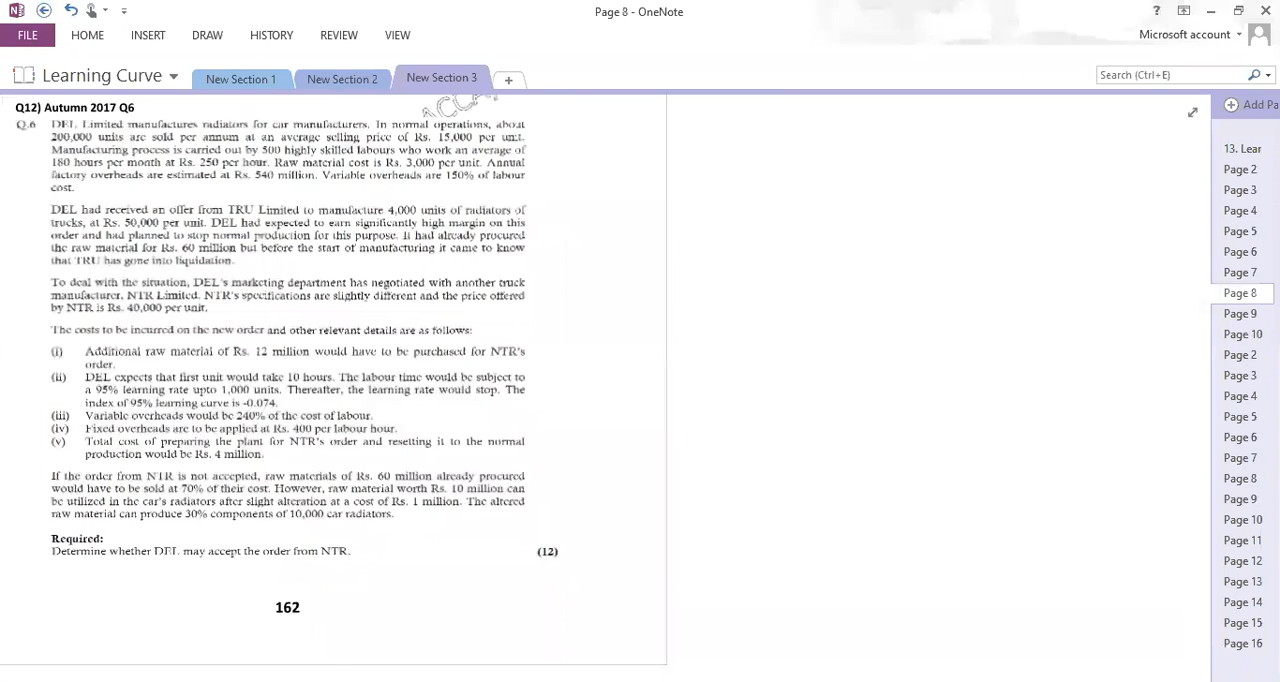 Page 8 - OneNote
FILE HOME INSERT DRAW HISTORY REVIEW VIEW Microsoft account
Learning Curve New Section 1 New Section 2 New Section 3 + Search (Ctrl+E)
Add Pa
Q12) Autumn 2017 Q6
Q.6 DEL Limited manufactures radiators for car manufacturers. In normal operations, about
200,000 units are sold per annum at an average selling price of Rs. 15,000 per unit.
Manufacturing process is carried out by 500 highly skilled labours who work an average of
180 hours per month at Rs. 250 per hour. Raw material cost is Rs. 3,000 per unit. Annual
factory overheads are estimated at Rs. 540 million. Variable overheads are 150% of labour
cost.
DEL had received an offer from TRU Limited to manufacture 4,000 units of radiators of
trucks, at Rs. 50,000 per unit. DEL had expected to earn significantly high margin on this
order and had planned to stop normal production for this purpose. It had already procured
the raw material for Rs. 60 million but before the start of manufacturing it came to know
that TRU has gone into liquidation.
To deal with the situation, DEL's marketing department has negotiated with another truck
manufacturer, NTR Limited. NTR's specifications are slightly different and the price offered
by NTR is Rs. 40,000 per unit.
The costs to be incurred on the new order and other relevant details are as follows:
(i) Additional raw material of Rs. 12 million would have to be purchased for NTR's
order.
(ii) DEL expects that first unit would take 10 hours. The labour time would be subject to
a 95% learning rate upto 1,000 units. Thereafter, the learning rate would stop. The
index of 95% learning curve is -0.074.
(iii) Variable overheads would be 240% of the cost of labour.
(iv) Fixed overheads are to be applied at Rs. 400 per labour hour.
(v) Total cost of preparing the plant for NTR's order and resetting it to the normal
production would be Rs. 4 million.
If the order from NTR is not accepted, raw materials of Rs. 60 million already procured
would have to be sold at 70% of their cost. However, raw material worth Rs. 10 million can
be utilized in the car's radiators after slight alteration at a cost of Rs. 1 million. The altered
raw material can produce 30% components of 10,000 car radiators.
Required:
Determine whether DEL may accept the order from NTR. (12)
162
13. Lear
Page 2
Page 3
Page 4
Page 5
Page 6
Page 7
Page 8
Page 9
Page 10
Page 2
Page 3
Page 4
Page 5
Page 6
Page 7
Page 8
Page 9
Page 10
Page 11
Page 12
Page 13
Page 14
Page 15
Page 16